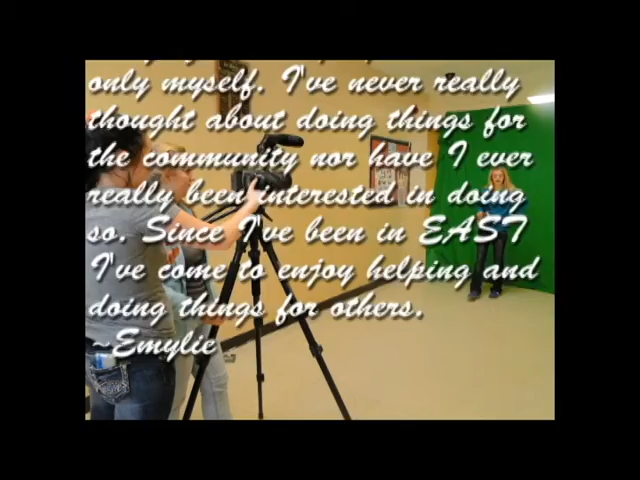 only myself. I've never really
thought about doing things for
the community nor have I ever
really been interested in doing
so. Since I've been in EAST
I've come to enjoy helping and
doing things for others.
~Emylie